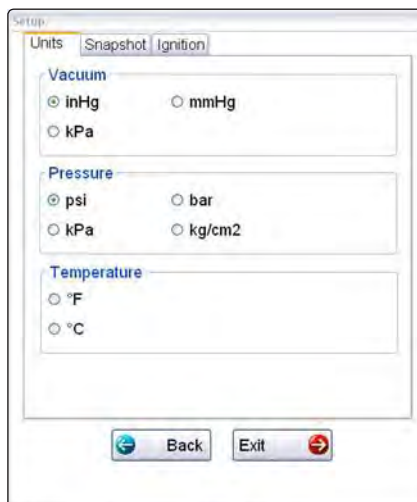 Setup
Units Snapshot Ignition
Vacuum
inHg mmHg
kPa
Pressure
psi bar
kPa kg/cm2
Temperature
°F
°C
Back Exit